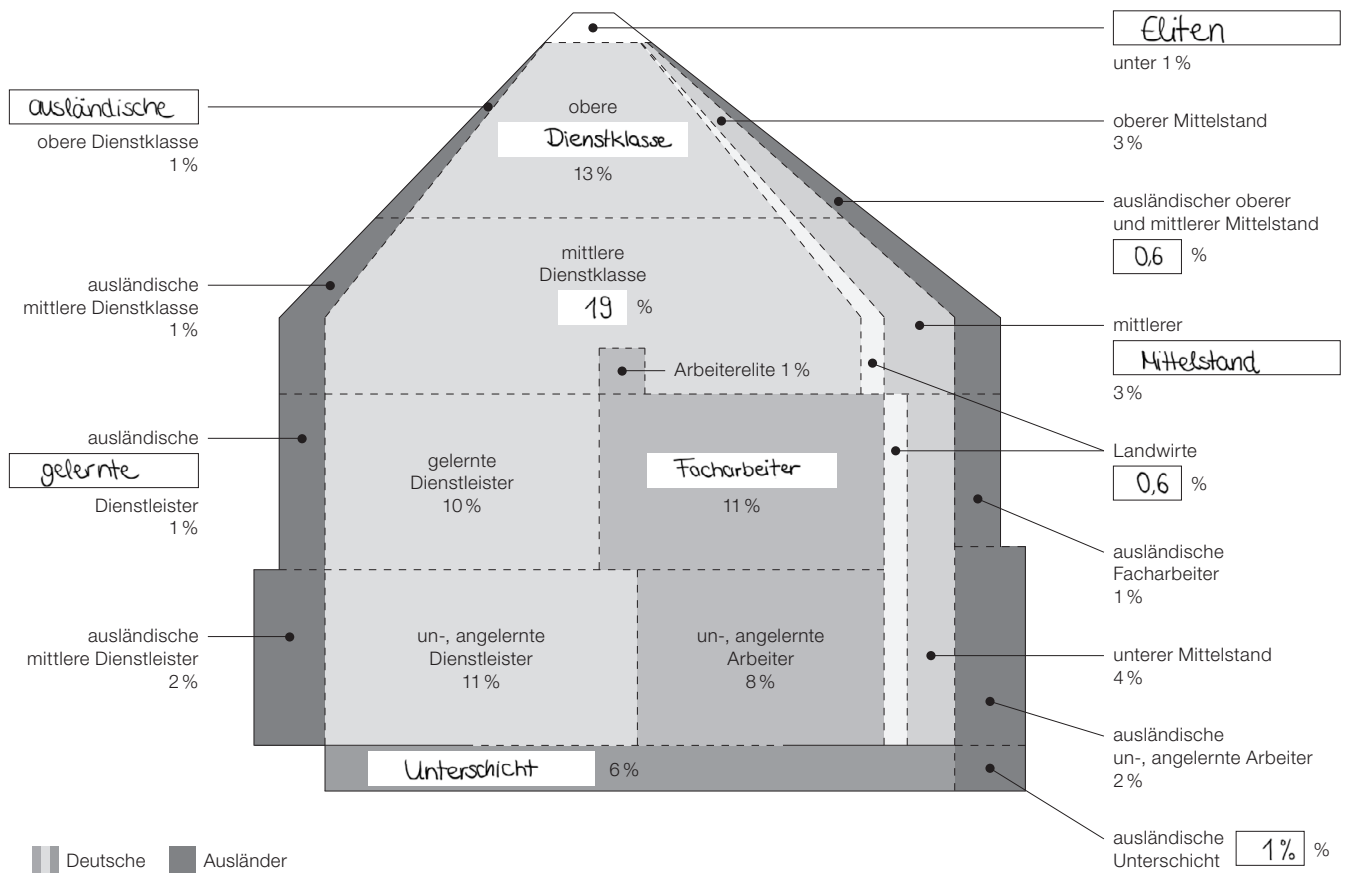 Eliten
unter 1 %
ausländische
obere Dienstklasse
1 %
obere
Dienstklasse
13 %
oberer Mittelstand
3 %
ausländischer oberer
und mittlerer Mittelstand
0,6 %
mittlere
Dienstklasse
19 %
ausländische
mittlere Dienstklasse
1 %
mittlerer
Mittelstand
3 %
Arbeiterelite 1 %
ausländische
gelernte
Dienstleister
1 %
gelernte
Dienstleister
10 %
Facharbeiter
11 %
Landwirte
0,6 %
ausländische
Facharbeiter
1 %
ausländische
mittlere Dienstleister
2 %
un-, angelernte
Dienstleister
11 %
un-, angelernte
Arbeiter
8 %
unterer Mittelstand
4 %
ausländische
un-, angelernte Arbeiter
2 %
Unterschicht 6 %
ausländische
Unterschicht 1% %
Deutsche Ausländer